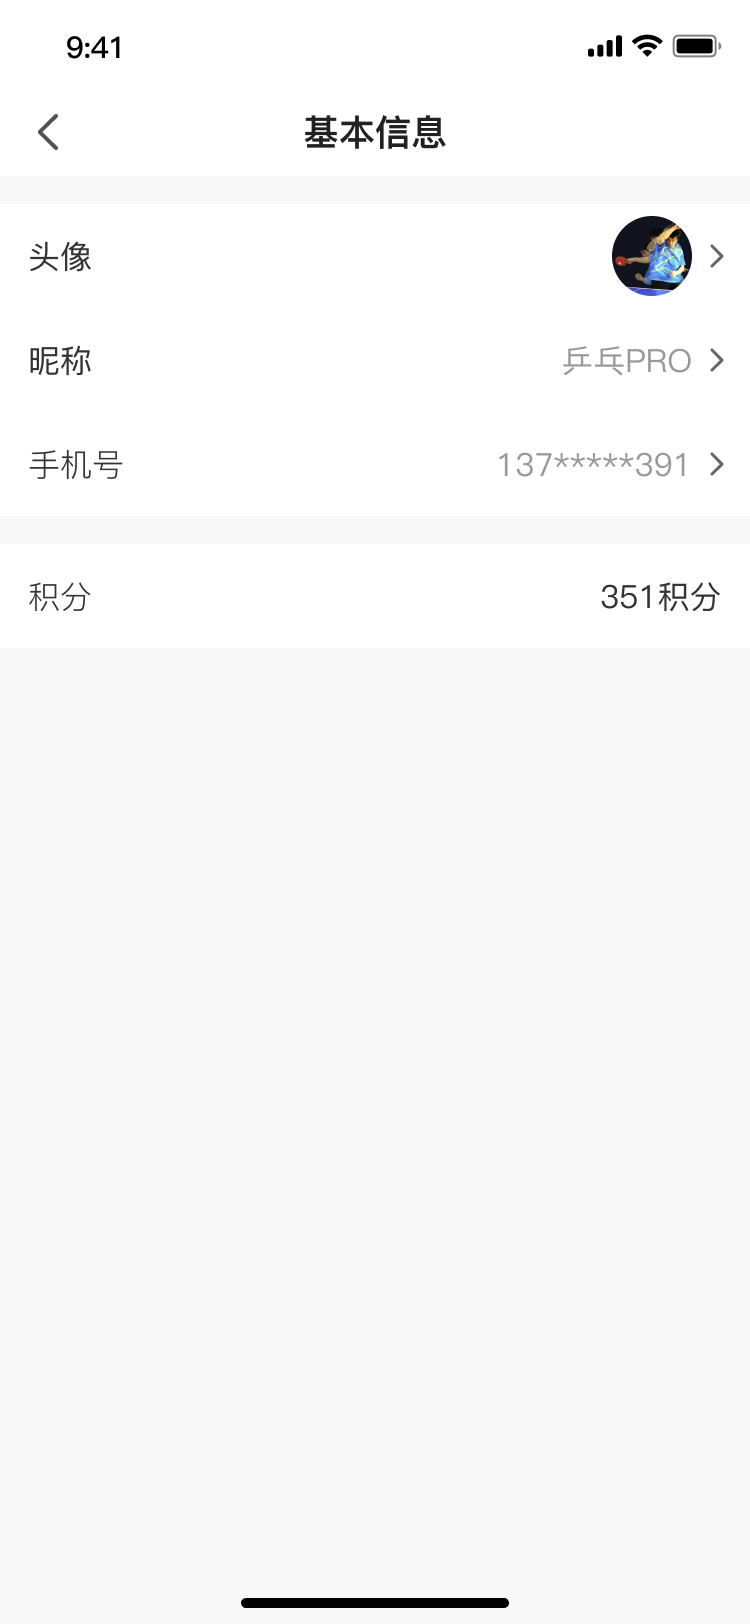 9:41
基本信息
头像
昵称 乒乓PRO
手机号 137*****391
积分 351积分